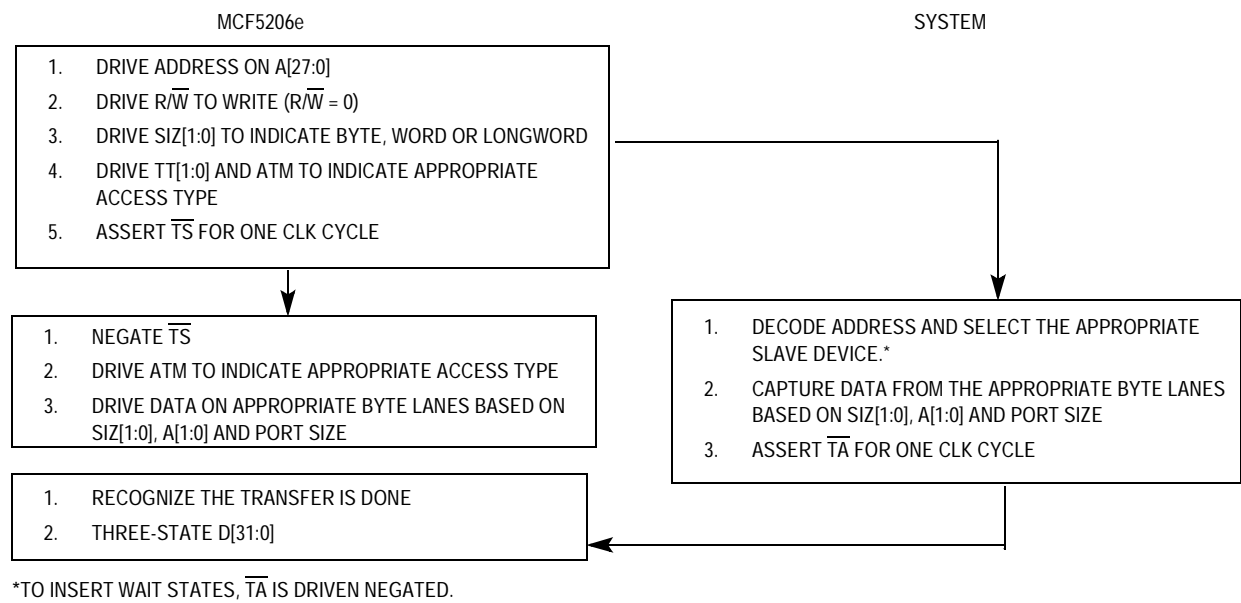 MCF5206e
SYSTEM
1. DRIVE ADDRESS ON A[27:0]
2. DRIVE R/W̅ TO WRITE (R/W̅ = 0)
3. DRIVE SIZ[1:0] TO INDICATE BYTE, WORD OR LONGWORD
4. DRIVE TT[1:0] AND ATM TO INDICATE APPROPRIATE
ACCESS TYPE
5. ASSERT T̅S̅ FOR ONE CLK CYCLE
1. NEGATE T̅S̅
2. DRIVE ATM TO INDICATE APPROPRIATE ACCESS TYPE
3. DRIVE DATA ON APPROPRIATE BYTE LANES BASED ON
SIZ[1:0], A[1:0] AND PORT SIZE
1. DECODE ADDRESS AND SELECT THE APPROPRIATE
SLAVE DEVICE.*
2. CAPTURE DATA FROM THE APPROPRIATE BYTE LANES
BASED ON SIZ[1:0], A[1:0] AND PORT SIZE
3. ASSERT T̅A̅ FOR ONE CLK CYCLE
1. RECOGNIZE THE TRANSFER IS DONE
2. THREE-STATE D[31:0]
*TO INSERT WAIT STATES, T̅A̅ IS DRIVEN NEGATED.